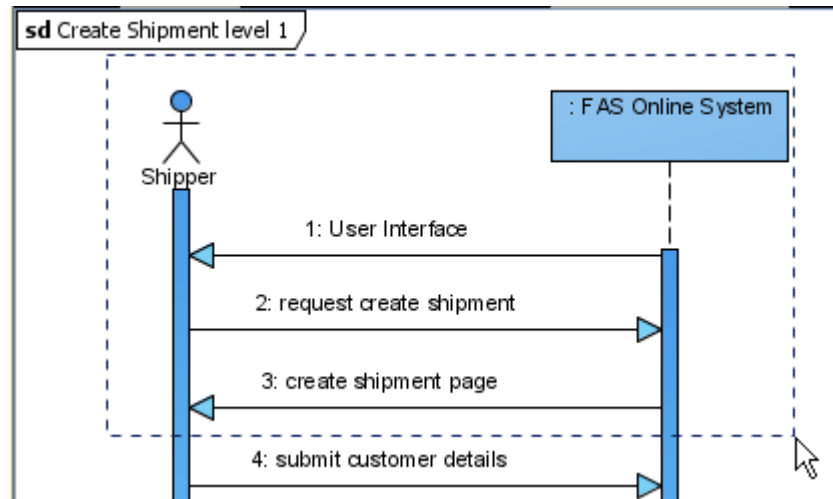 sd Create Shipment level 1
: FAS Online System
Shipper
1: User Interface
2: request create shipment
3: create shipment page
4: submit customer details